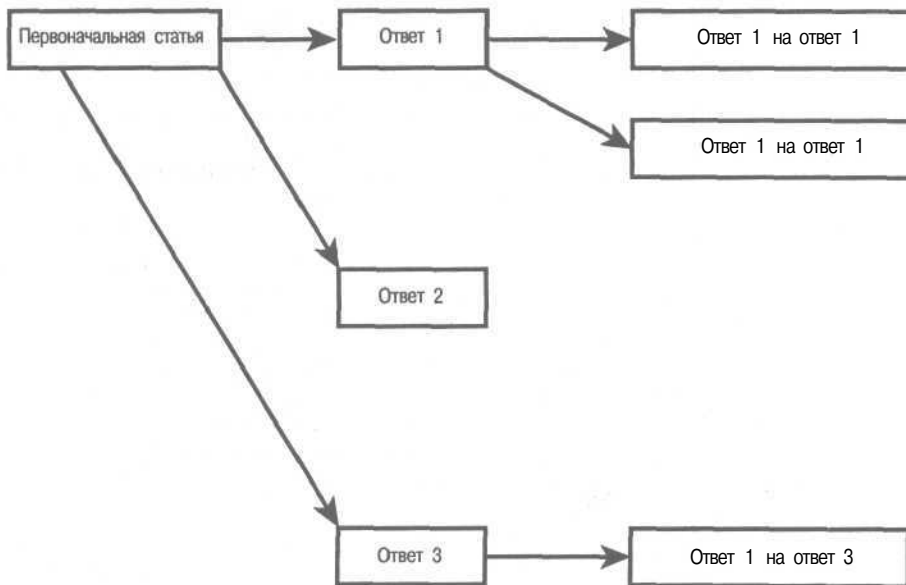 Первоначальная статья
Ответ 1
Ответ 1 на ответ 1
Ответ 1 на ответ 1
Ответ 2
Ответ 3
Ответ 1 на ответ 3